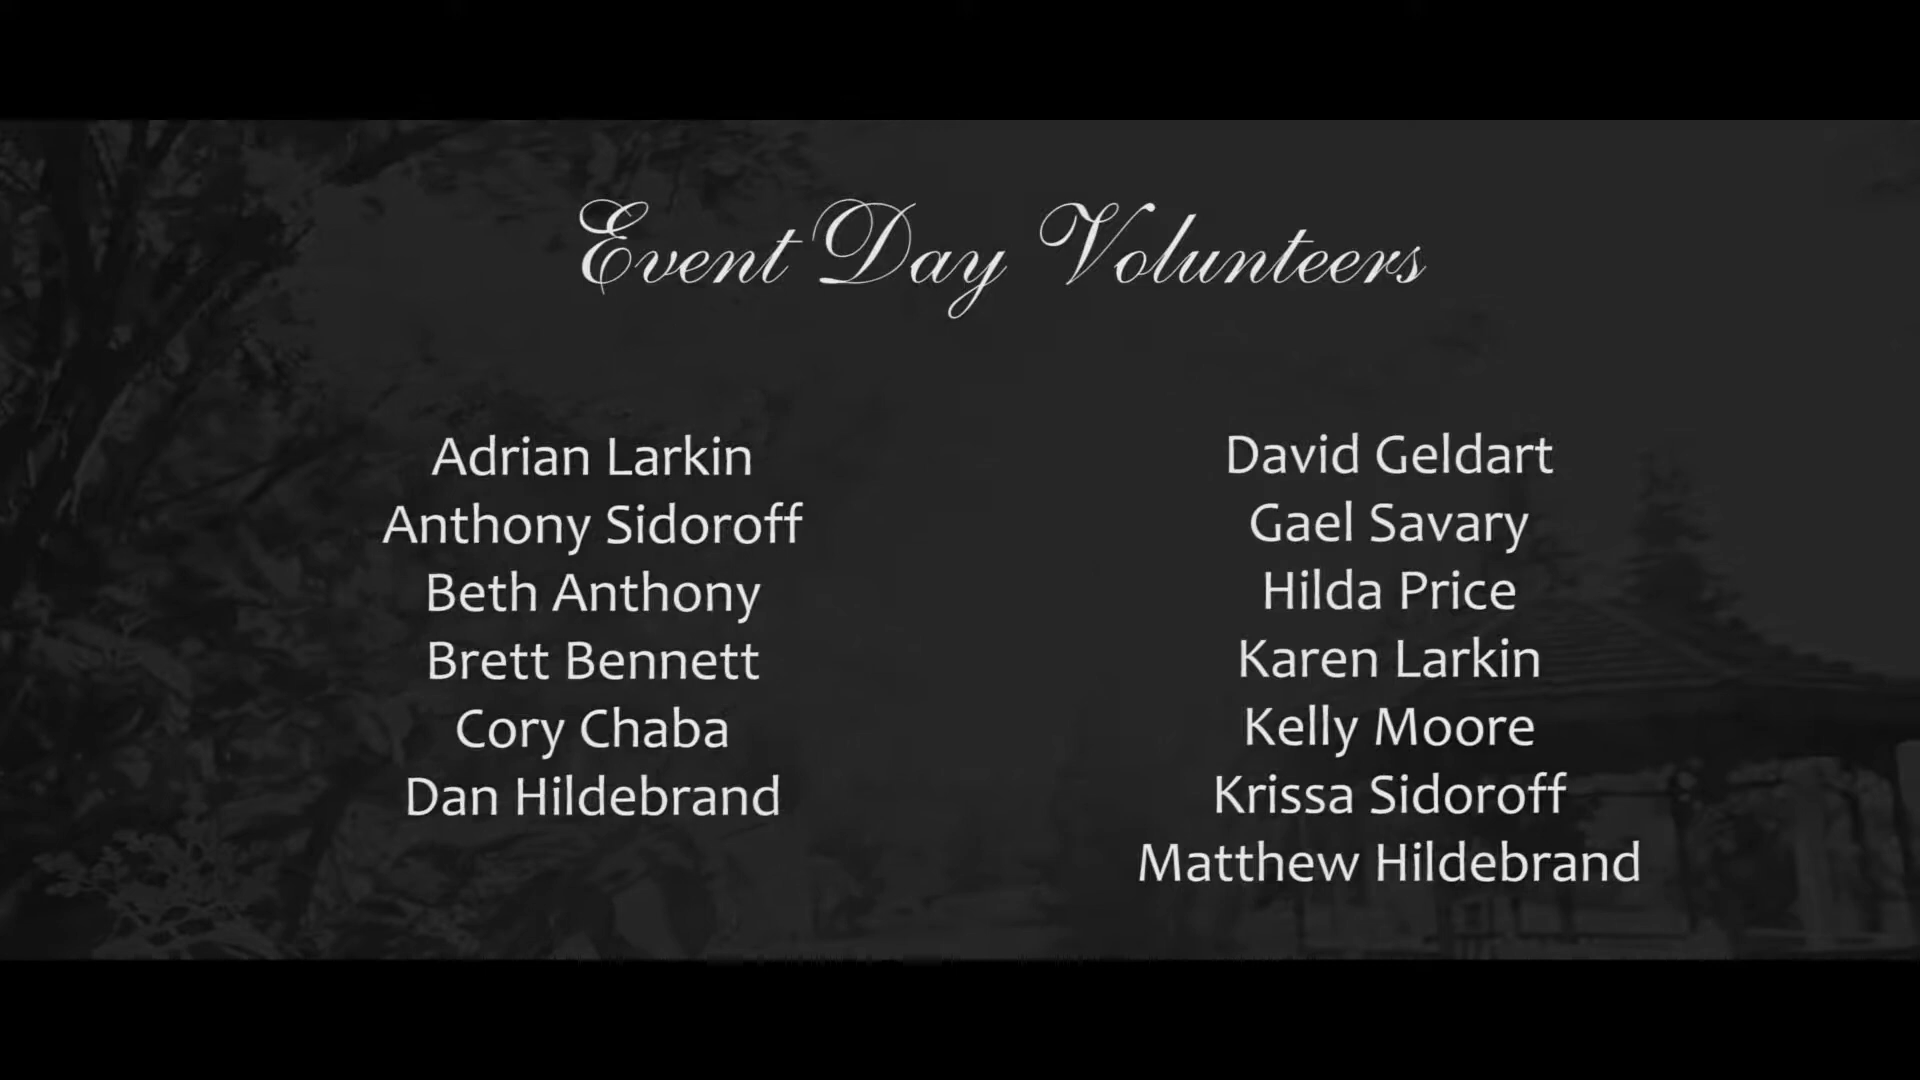 Event Day Volunteers
Adrian Larkin
Anthony Sidoroff
Beth Anthony
Brett Bennett
Cory Chaba
Dan Hildebrand
David Geldart
Gael Savary
Hilda Price
Karen Larkin
Kelly Moore
Krissa Sidoroff
Matthew Hildebrand